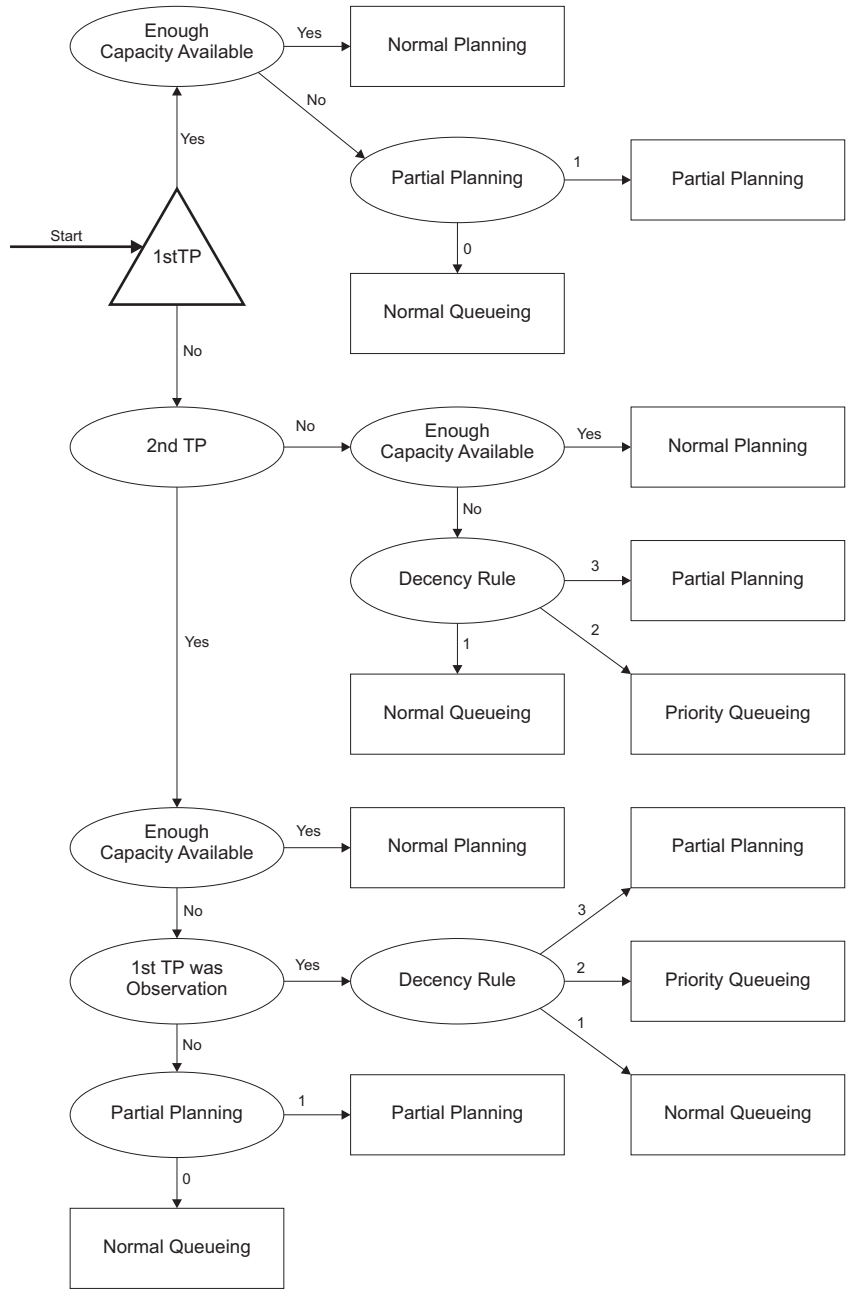 Enough
Capacity Available
Yes
Normal Planning
No
Yes
Partial Planning
1
Partial Planning
Start
1stTP
0
Normal Queueing
No
2nd TP
No
Enough
Capacity Available
Yes
Normal Planning
No
Decency Rule
3
Partial Planning
2
Yes
1
Normal Queueing
Priority Queueing
Enough
Capacity Available
Yes
Normal Planning
Partial Planning
No
3
1st TP was
Observation
Yes
Decency Rule
2
Priority Queueing
1
No
Partial Planning
1
Partial Planning
Normal Queueing
0
Normal Queueing